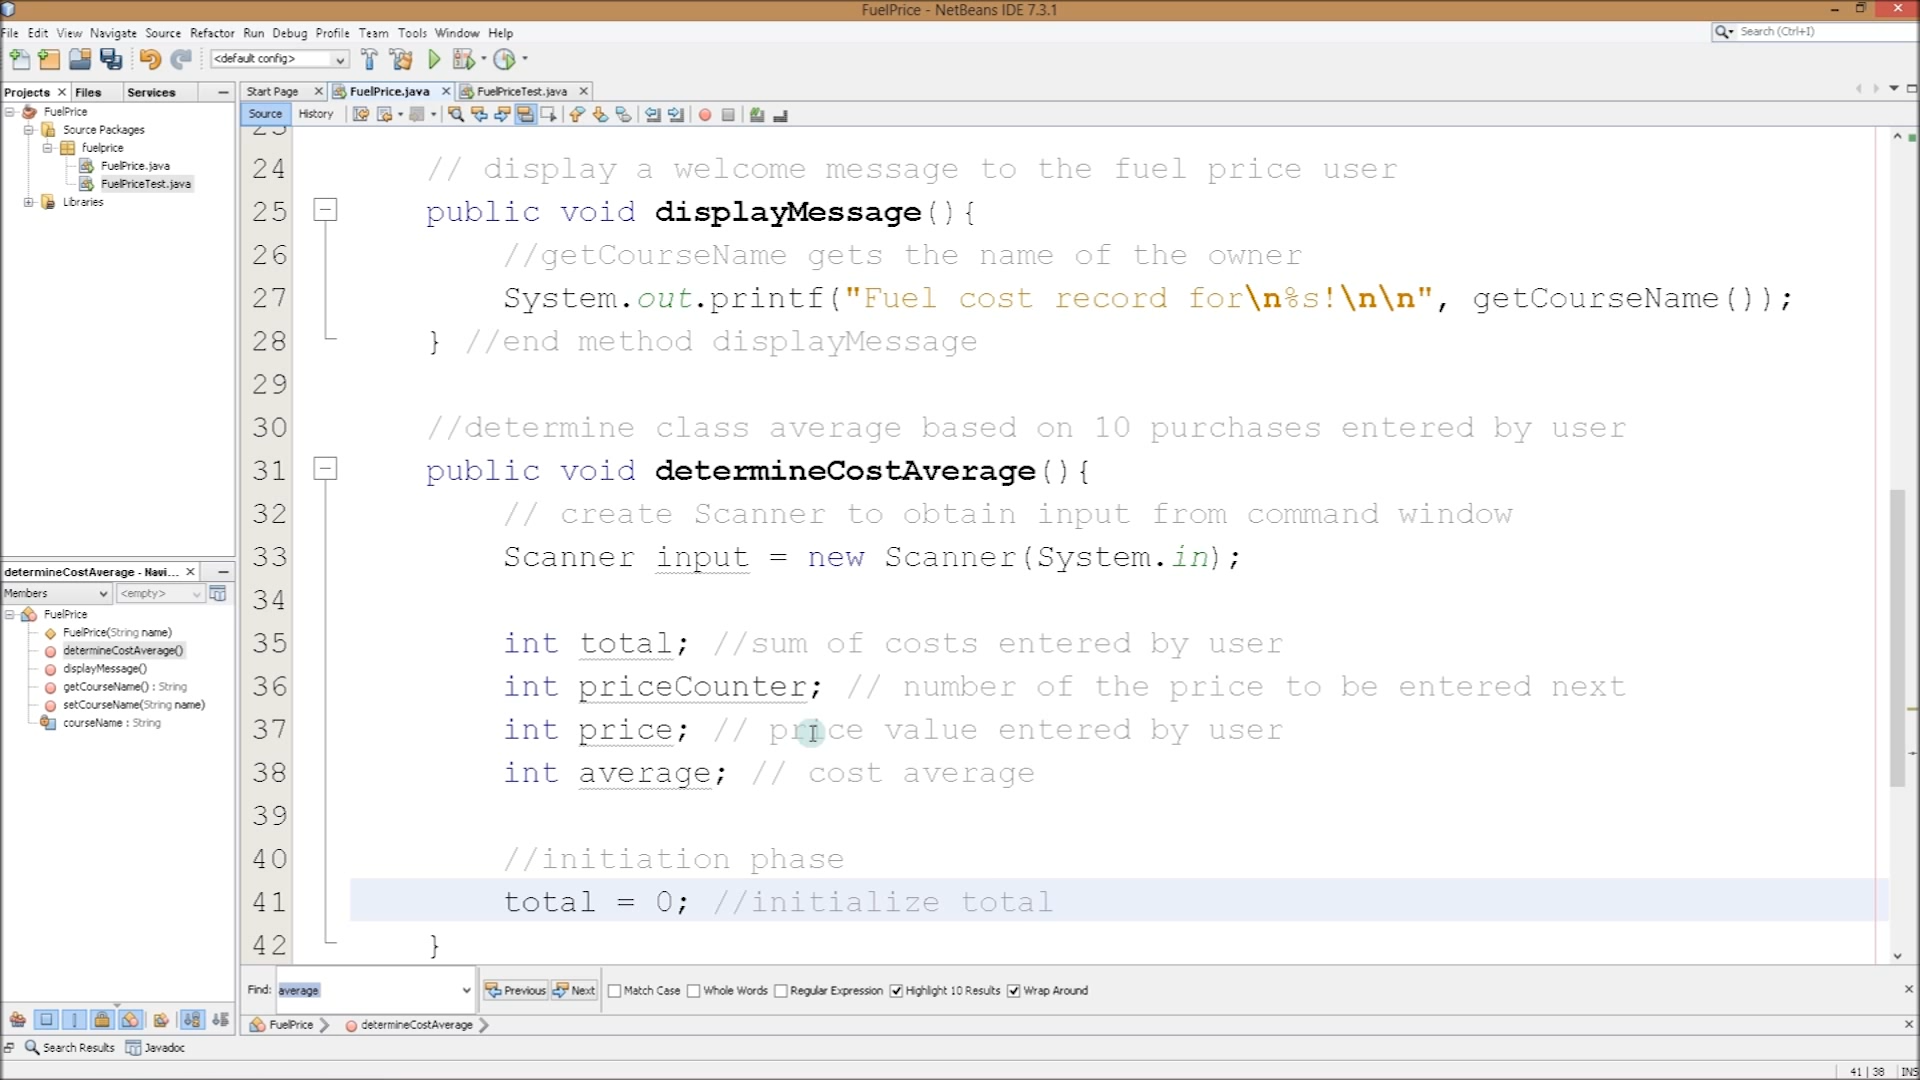 FuelPrice - NetBeans IDE 7.3.1
File Edit View Navigate Source Refactor Run Debug Profile Team Tools Window Help
Search (Ctrl+I)
<default config>
Projects Files Services
Start Page FuelPrice.java FuelPriceTest.java
Source History
FuelPrice
Source Packages
fuelprice
FuelPrice.java
FuelPriceTest.java
Libraries
24 // display a welcome message to the fuel price user
25 public void displayMessage(){
26 //getCourseName gets the name of the owner
27 System.out.printf("Fuel cost record for\n%s!\n\n", getCourseName());
28 } //end method displayMessage
29
30 //determine class average based on 10 purchases entered by user
31 public void determineCostAverage(){
32 // create Scanner to obtain input from command window
33 Scanner input = new Scanner(System.in);
34
35 int total; //sum of costs entered by user
36 int priceCounter; // number of the price to be entered next
37 int price; // price value entered by user
38 int average; // cost average
39
40 //initiation phase
41 total = 0; //initialize total
42 }
determineCostAverage - Navi...
Members <empty>
FuelPrice
FuelPrice(String name)
determineCostAverage()
displayMessage()
getCourseName() : String
setCourseName(String name)
courseName : String
Find: average Previous Next Match Case Whole Words Regular Expression Highlight 10 Results Wrap Around
FuelPrice determineCostAverage
Search Results Javadoc
41 | 38 INS